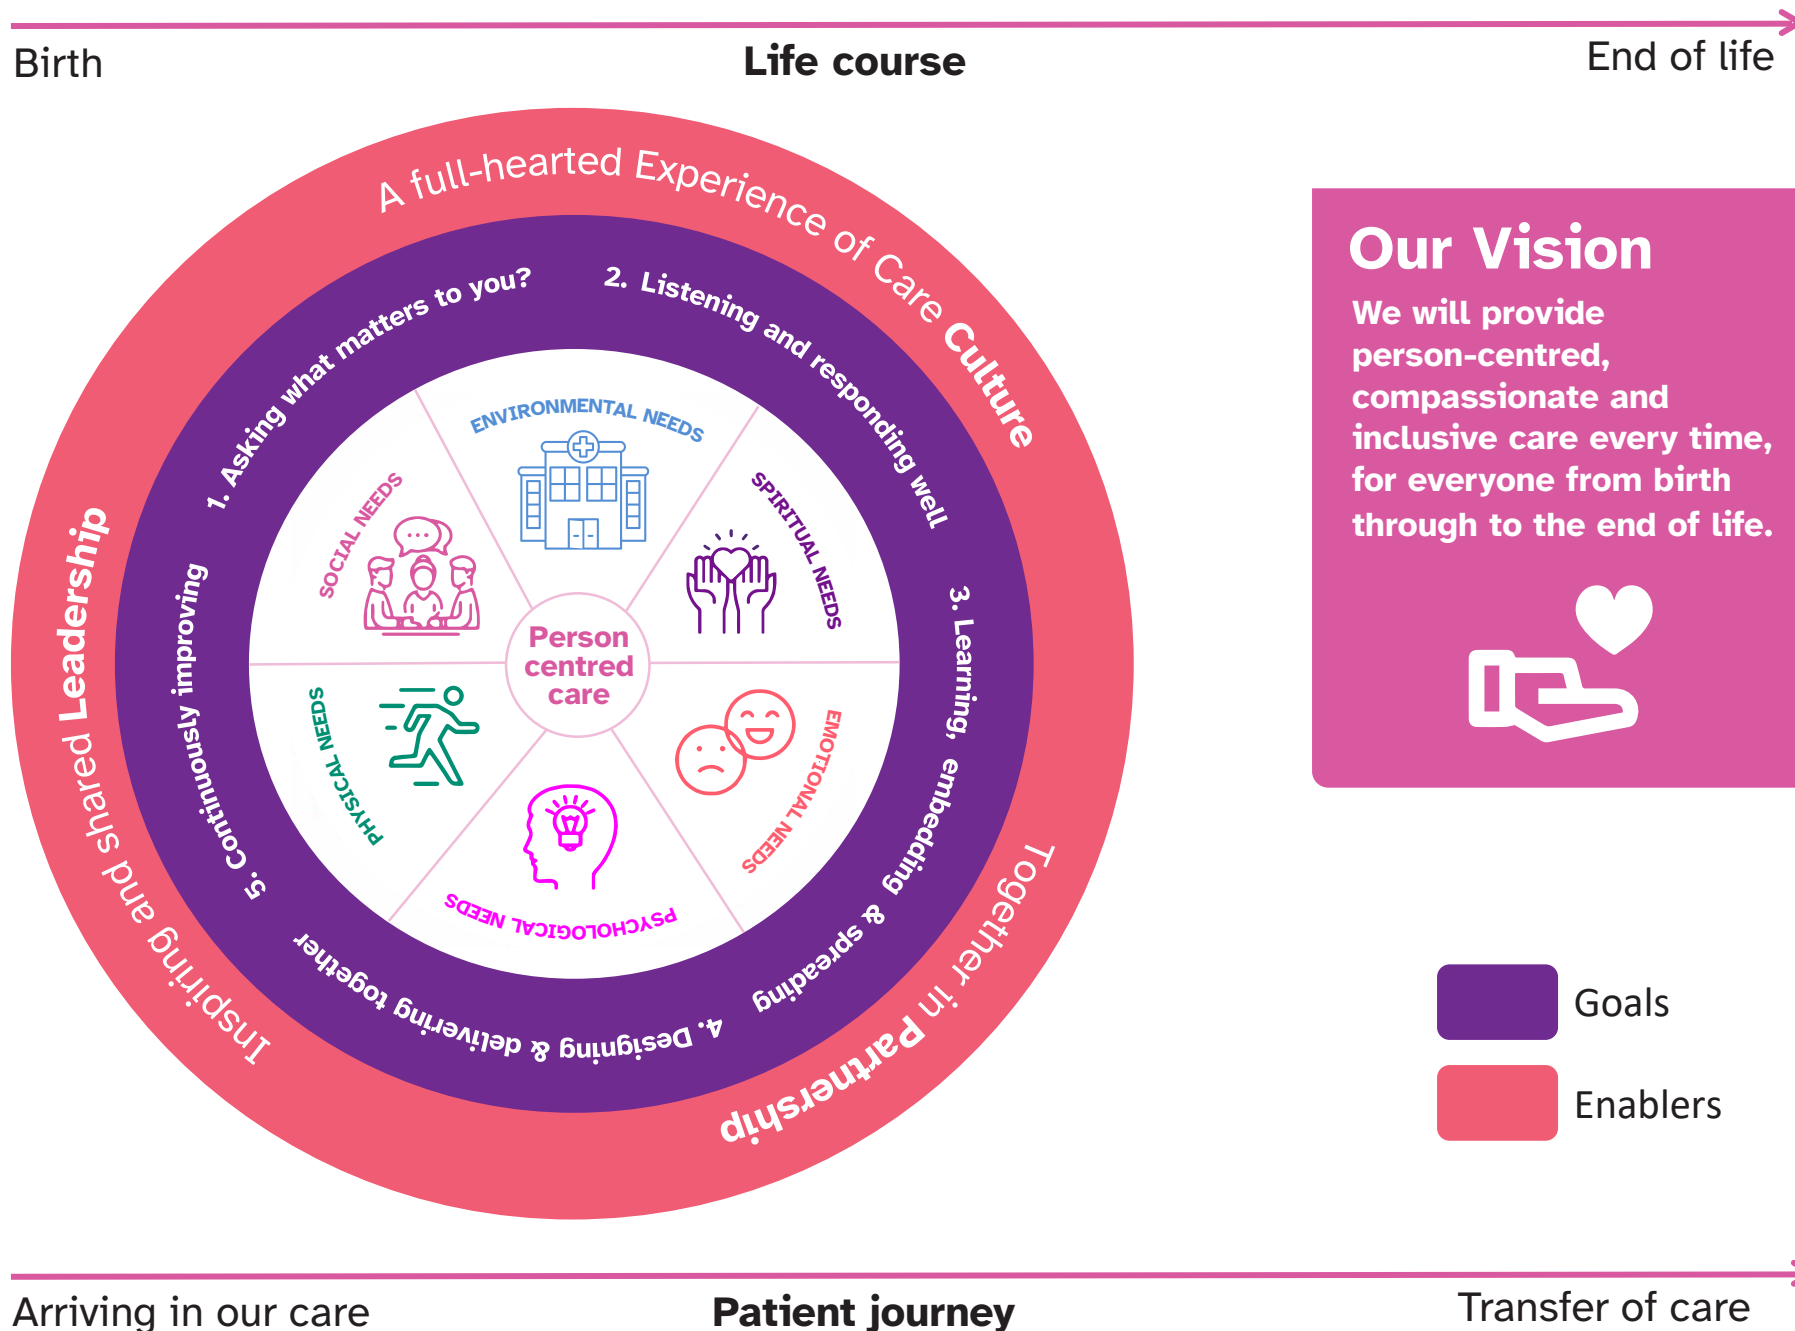 Birth
Life course
End of life
A full-hearted Experience of Care Culture
Together in Partnership
Inspiring and shared Leadership
1. Asking what matters to you?
2. Listening and responding well
3. Learning, embedding & spreading
4. Designing & delivering together
5. Continuously improving
ENVIRONMENTAL NEEDS
SPIRITUAL NEEDS
EMOTIONAL NEEDS
PSYCHOLOGICAL NEEDS
PHYSICAL NEEDS
SOCIAL NEEDS
Person
centred
care
Our Vision
We will provide
person-centred,
compassionate and
inclusive care every time,
for everyone from birth
through to the end of life.
Goals
Enablers
Arriving in our care
Patient journey
Transfer of care